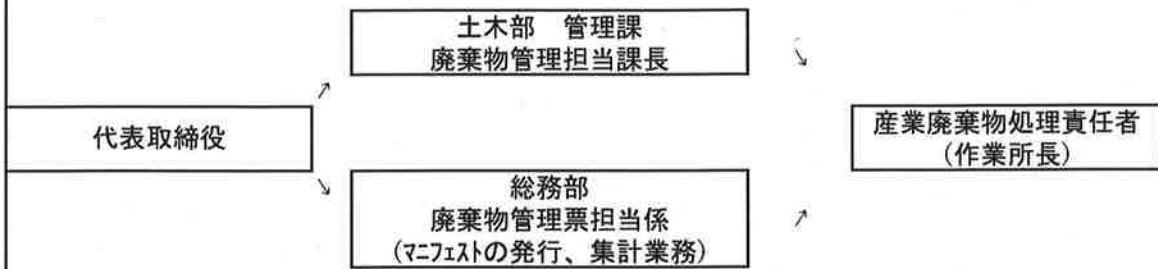 土木部　管理課
廃棄物管理担当課長
代表取締役
産業廃棄物処理責任者
(作業所長)
総務部
廃棄物管理票担当係
(ﾏﾆﾌｪｽﾄの発行、集計業務)